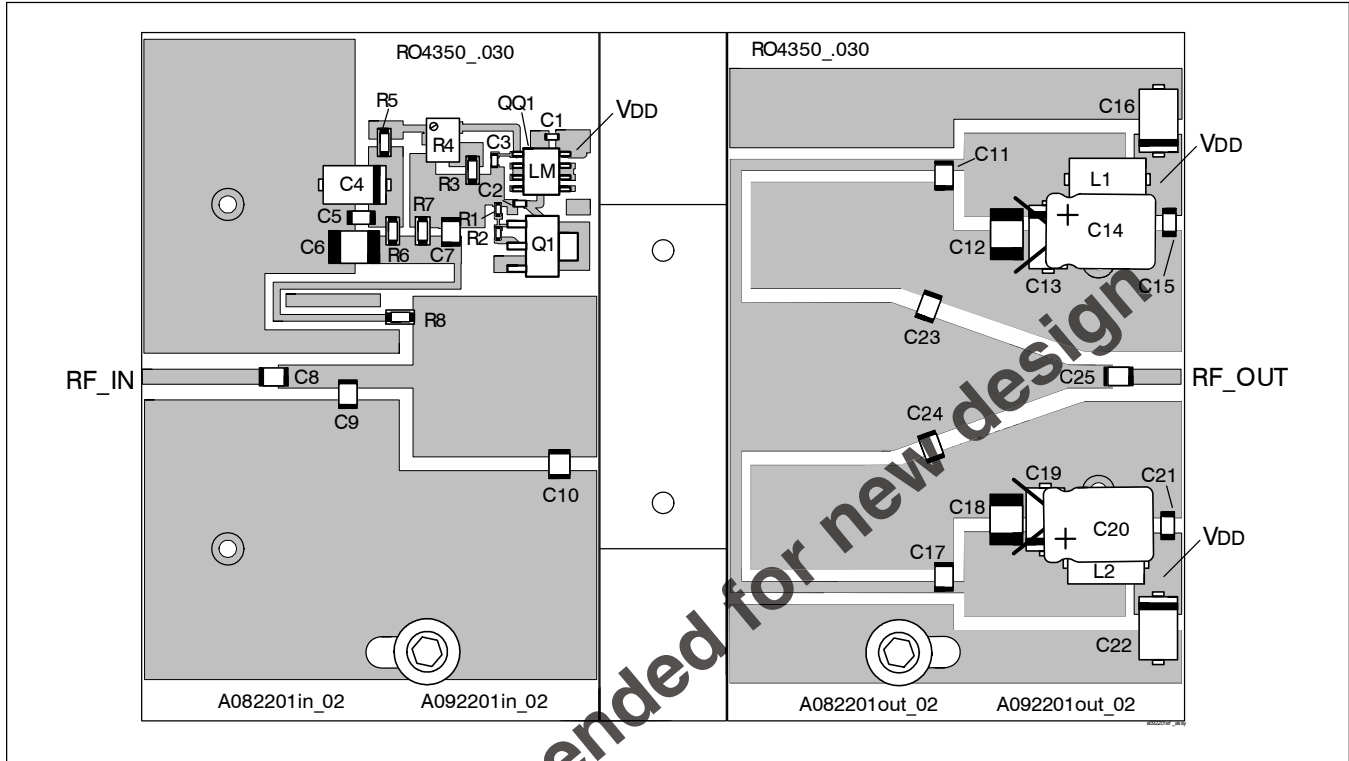 RO4350_.030
RO4350_.030
R5
QQ1
C1
VDD
C16
R4
C3
VDD
C11
R3
LM
C4
C2
L1
R7
R1
C5
C14
R2
Q1
C6
R6
C7
C12
C13
C15
R8
C23
RF_IN
C8
C25
RF_OUT
C9
C24
C10
C19
C21
C18
C20
VDD
C17
L2
C22
A082201in_02
A092201in_02
A082201out_02
A092201out_02
ended for new design